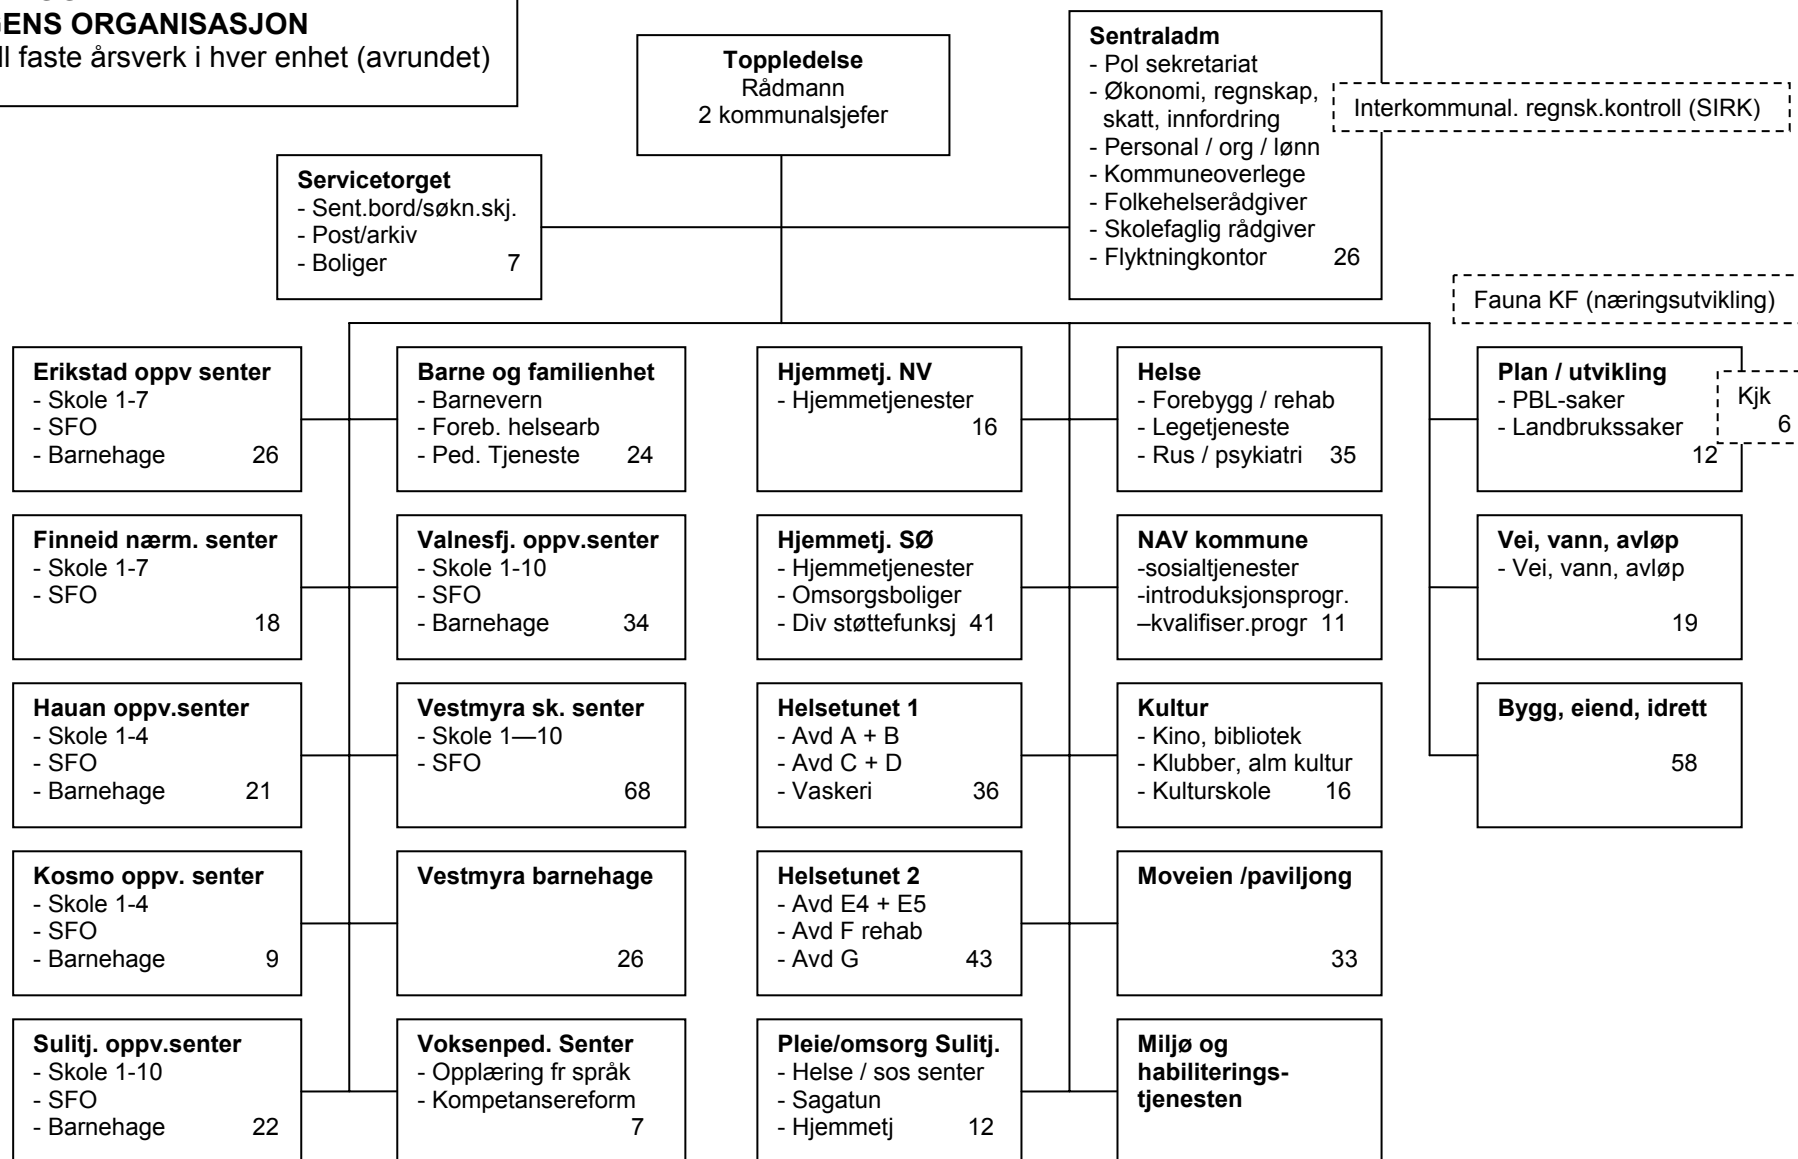 GENS ORGANISASJON
ll faste årsverk i hver enhet (avrundet)
Toppledelse
Rådmann
2 kommunalsjefer
Sentraladm
- Pol sekretariat
- Økonomi, regnskap,
skatt, innfordring
- Personal / org / lønn
- Kommuneoverlege
- Folkehelserådgiver
- Skolefaglig rådgiver
- Flyktningkontor 26
Interkommunal. regnsk.kontroll (SIRK)
Servicetorget
- Sent.bord/søkn.skj.
- Post/arkiv
- Boliger 7
Fauna KF (næringsutvikling)
Erikstad oppv senter
- Skole 1-7
- SFO
- Barnehage 26
Barne og familienhet
- Barnevern
- Foreb. helsearb
- Ped. Tjeneste 24
Hjemmetj. NV
- Hjemmetjenester
16
Helse
- Forebygg / rehab
- Legetjeneste
- Rus / psykiatri 35
Plan / utvikling
- PBL-saker
- Landbrukssaker
12
Kjk
6
Finneid nærm. senter
- Skole 1-7
- SFO
18
Valnesfj. oppv.senter
- Skole 1-10
- SFO
- Barnehage 34
Hjemmetj. SØ
- Hjemmetjenester
- Omsorgsboliger
- Div støttefunksj 41
NAV kommune
-sosialtjenester
-introduksjonsprogr.
–kvalifiser.progr 11
Vei, vann, avløp
- Vei, vann, avløp
19
Hauan oppv.senter
- Skole 1-4
- SFO
- Barnehage 21
Vestmyra sk. senter
- Skole 1—10
- SFO
68
Helsetunet 1
- Avd A + B
- Avd C + D
- Vaskeri 36
Kultur
- Kino, bibliotek
- Klubber, alm kultur
- Kulturskole 16
Bygg, eiend, idrett
58
Kosmo oppv. senter
- Skole 1-4
- SFO
- Barnehage 9
Vestmyra barnehage
26
Helsetunet 2
- Avd E4 + E5
- Avd F rehab
- Avd G 43
Moveien /paviljong
33
Sulitj. oppv.senter
- Skole 1-10
- SFO
- Barnehage 22
Voksenped. Senter
- Opplæring fr språk
- Kompetansereform
7
Pleie/omsorg Sulitj.
- Helse / sos senter
- Sagatun
- Hjemmetj 12
Miljø og
habiliterings-
tjenesten